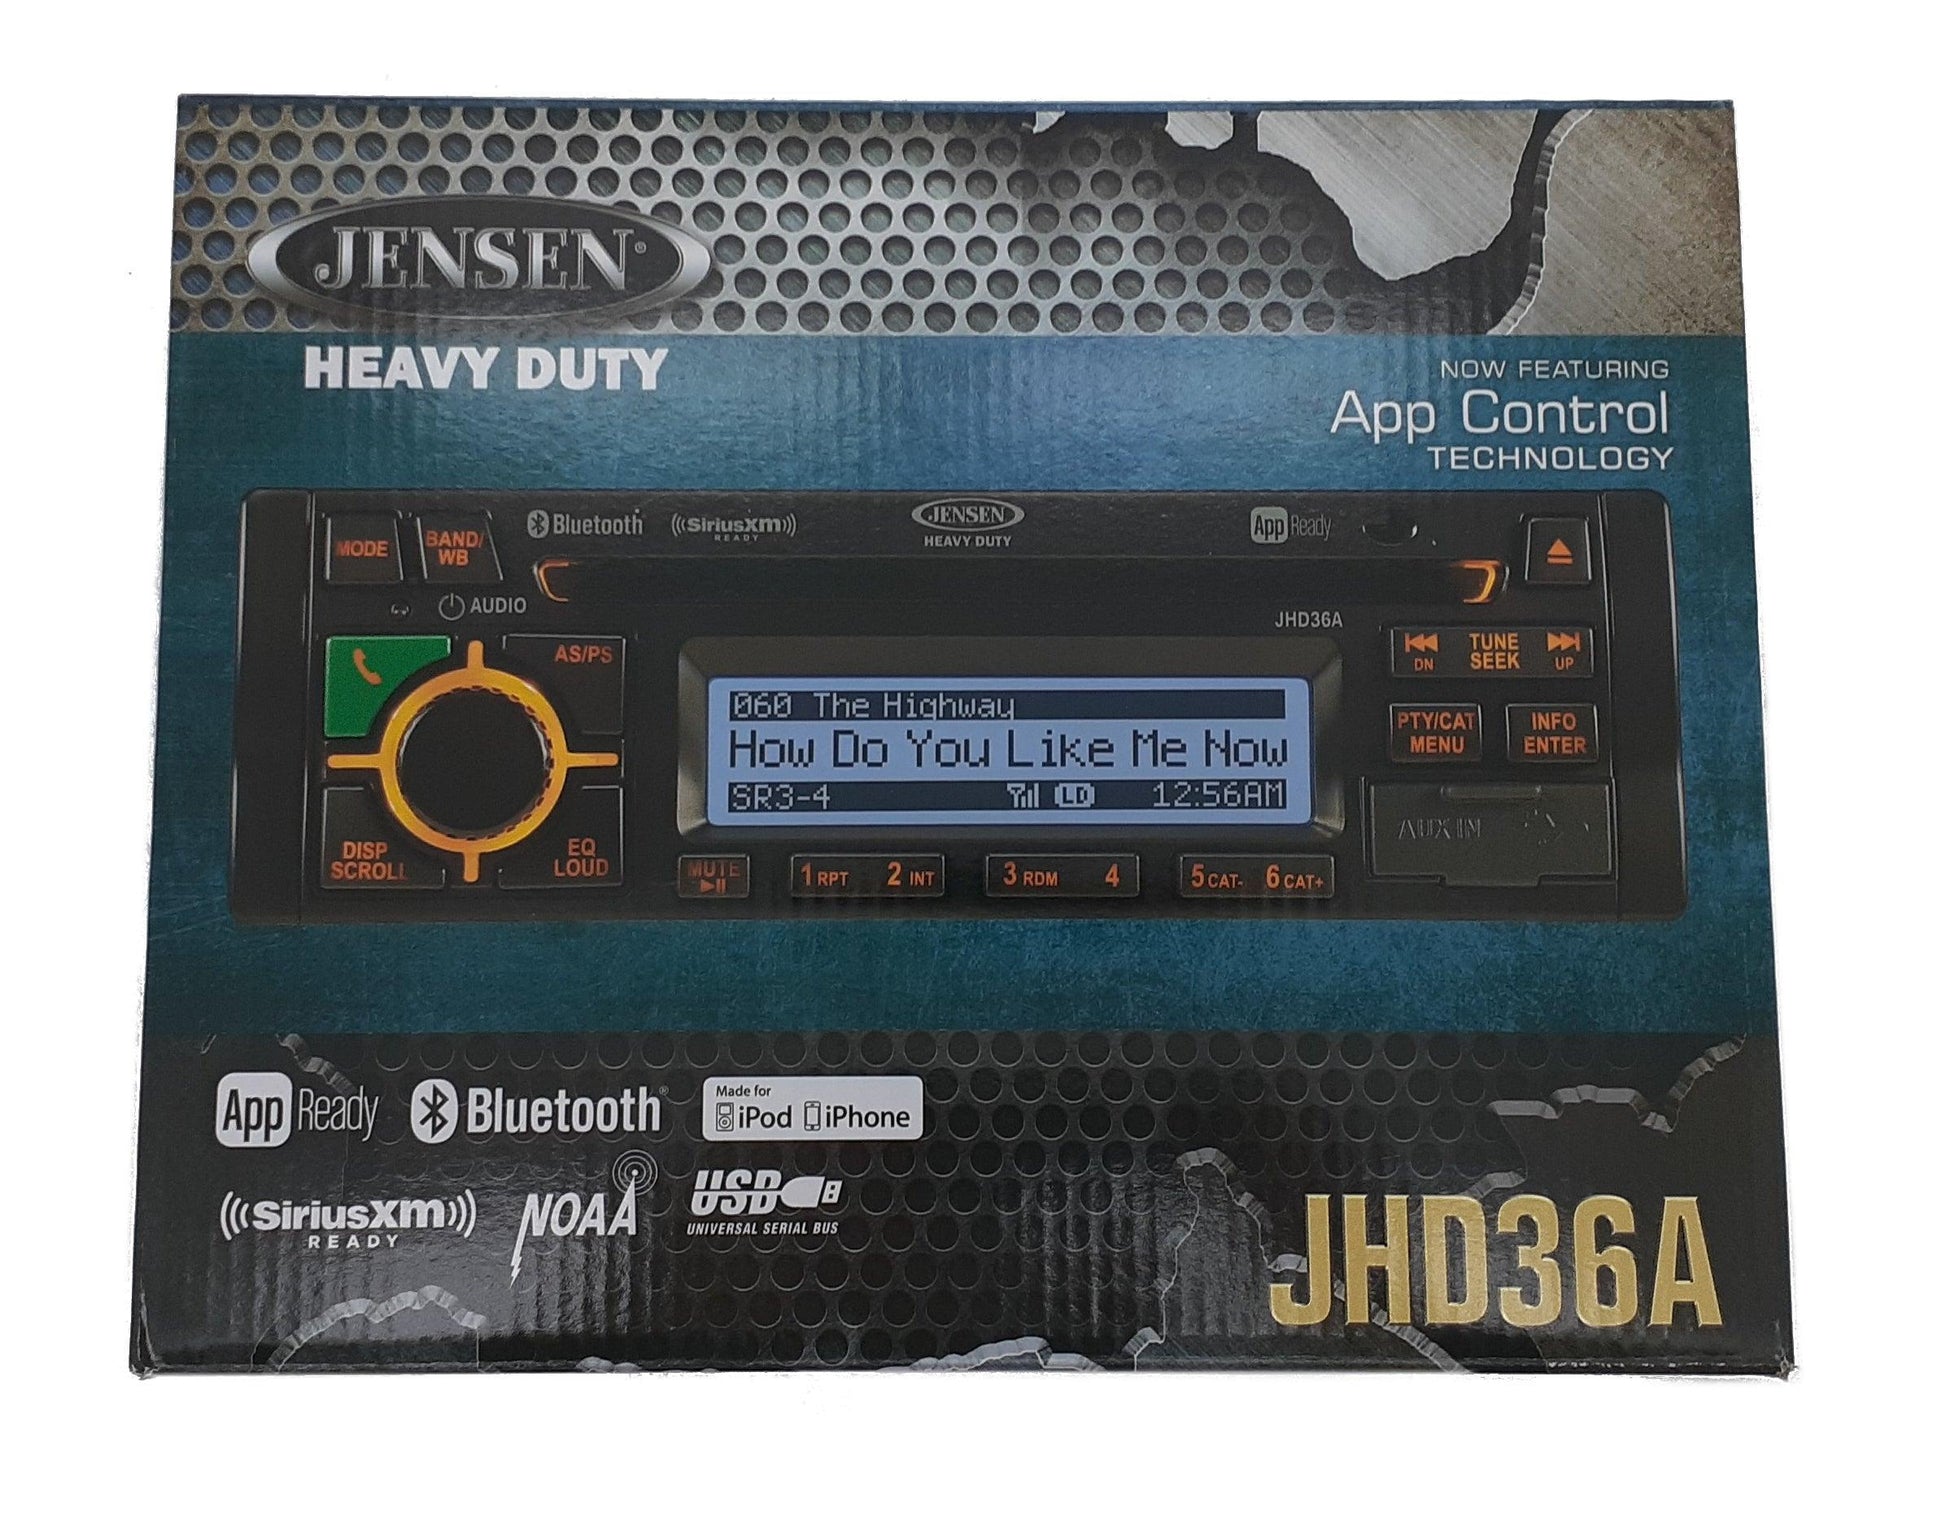 JENSEN®
HEAVY DUTY
NOW FEATURING
App Control
TECHNOLOGY
MODE
BAND/
WB
Bluetooth
((SiriusXM))
READY
JENSEN
HEAVY DUTY
App Ready
AUDIO
JHD36A
AS/PS
TUNE
SEEK
DN
UP
060 The Highway
How Do You Like Me Now
SR3-4
LD
12:56AM
PTY/CAT
MENU
INFO
ENTER
DISP
SCROLL
EQ
LOUD
AUX IN
MUTE
1 RPT 2 INT
3 RDM 4
5 CAT- 6 CAT+
App Ready
Bluetooth®
Made for
iPod iPhone
(((SiriusXM)))
READY
NOAA
USB
UNIVERSAL SERIAL BUS
JHD36A